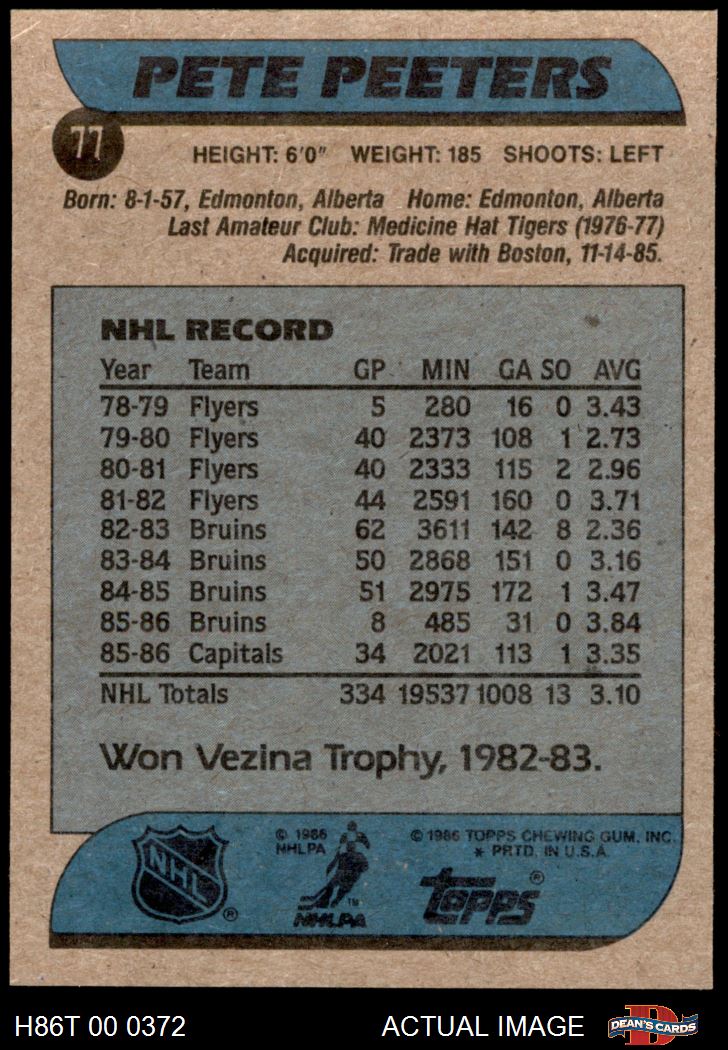 PETE PEETERS
77
HEIGHT: 6'0" WEIGHT: 185 SHOOTS: LEFT
Born: 8-1-57, Edmonton, Alberta Home: Edmonton, Alberta
Last Amateur Club: Medicine Hat Tigers (1976-77)
Acquired: Trade with Boston, 11-14-85.
NHL RECORD
Year Team GP MIN GA SO AVG
78-79 Flyers 5 280 16 0 3.43
79-80 Flyers 40 2373 108 1 2.73
80-81 Flyers 40 2333 115 2 2.96
81-82 Flyers 44 2591 160 0 3.71
82-83 Bruins 62 3611 142 8 2.36
83-84 Bruins 50 2868 151 0 3.16
84-85 Bruins 51 2975 172 1 3.47
85-86 Bruins 8 485 31 0 3.84
85-86 Capitals 34 2021 113 1 3.35
NHL Totals 334 19537 1008 13 3.10
Won Vezina Trophy, 1982-83.
NHL ®
© 1986
NHLPA
™
NHLPA
© 1986 TOPPS CHEWING GUM, INC.
* PRTD. IN U.S.A.
topps ®
H86T 00 0372 ACTUAL IMAGE
D
DEAN'S CARDS